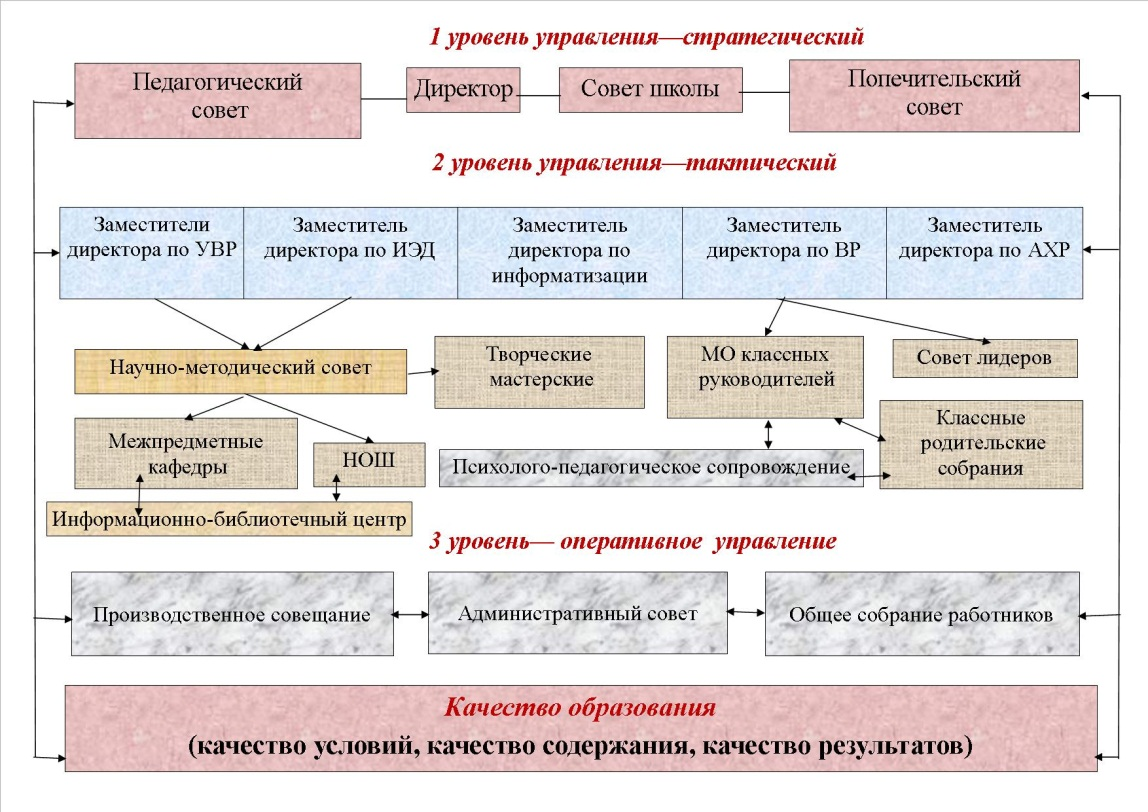 1 уровень управления—стратегический
Педагогический
совет
Директор
Совет школы
Попечительский
совет
2 уровень управления—тактический
Заместители
директора по УВР
Заместитель
директора по ИЭД
Заместитель
директора по
информатизации
Заместитель
директора по ВР
Заместитель
директора по АХР
Научно-методический совет
Творческие
мастерские
МО классных
руководителей
Совет лидеров
Межпредметные
кафедры
НОШ
Психолого-педагогическое сопровождение
Классные
родительские
собрания
Информационно-библиотечный центр
3 уровень— оперативное управление
Производственное совещание
Административный совет
Общее собрание работников
Качество образования
(качество условий, качество содержания, качество результатов)